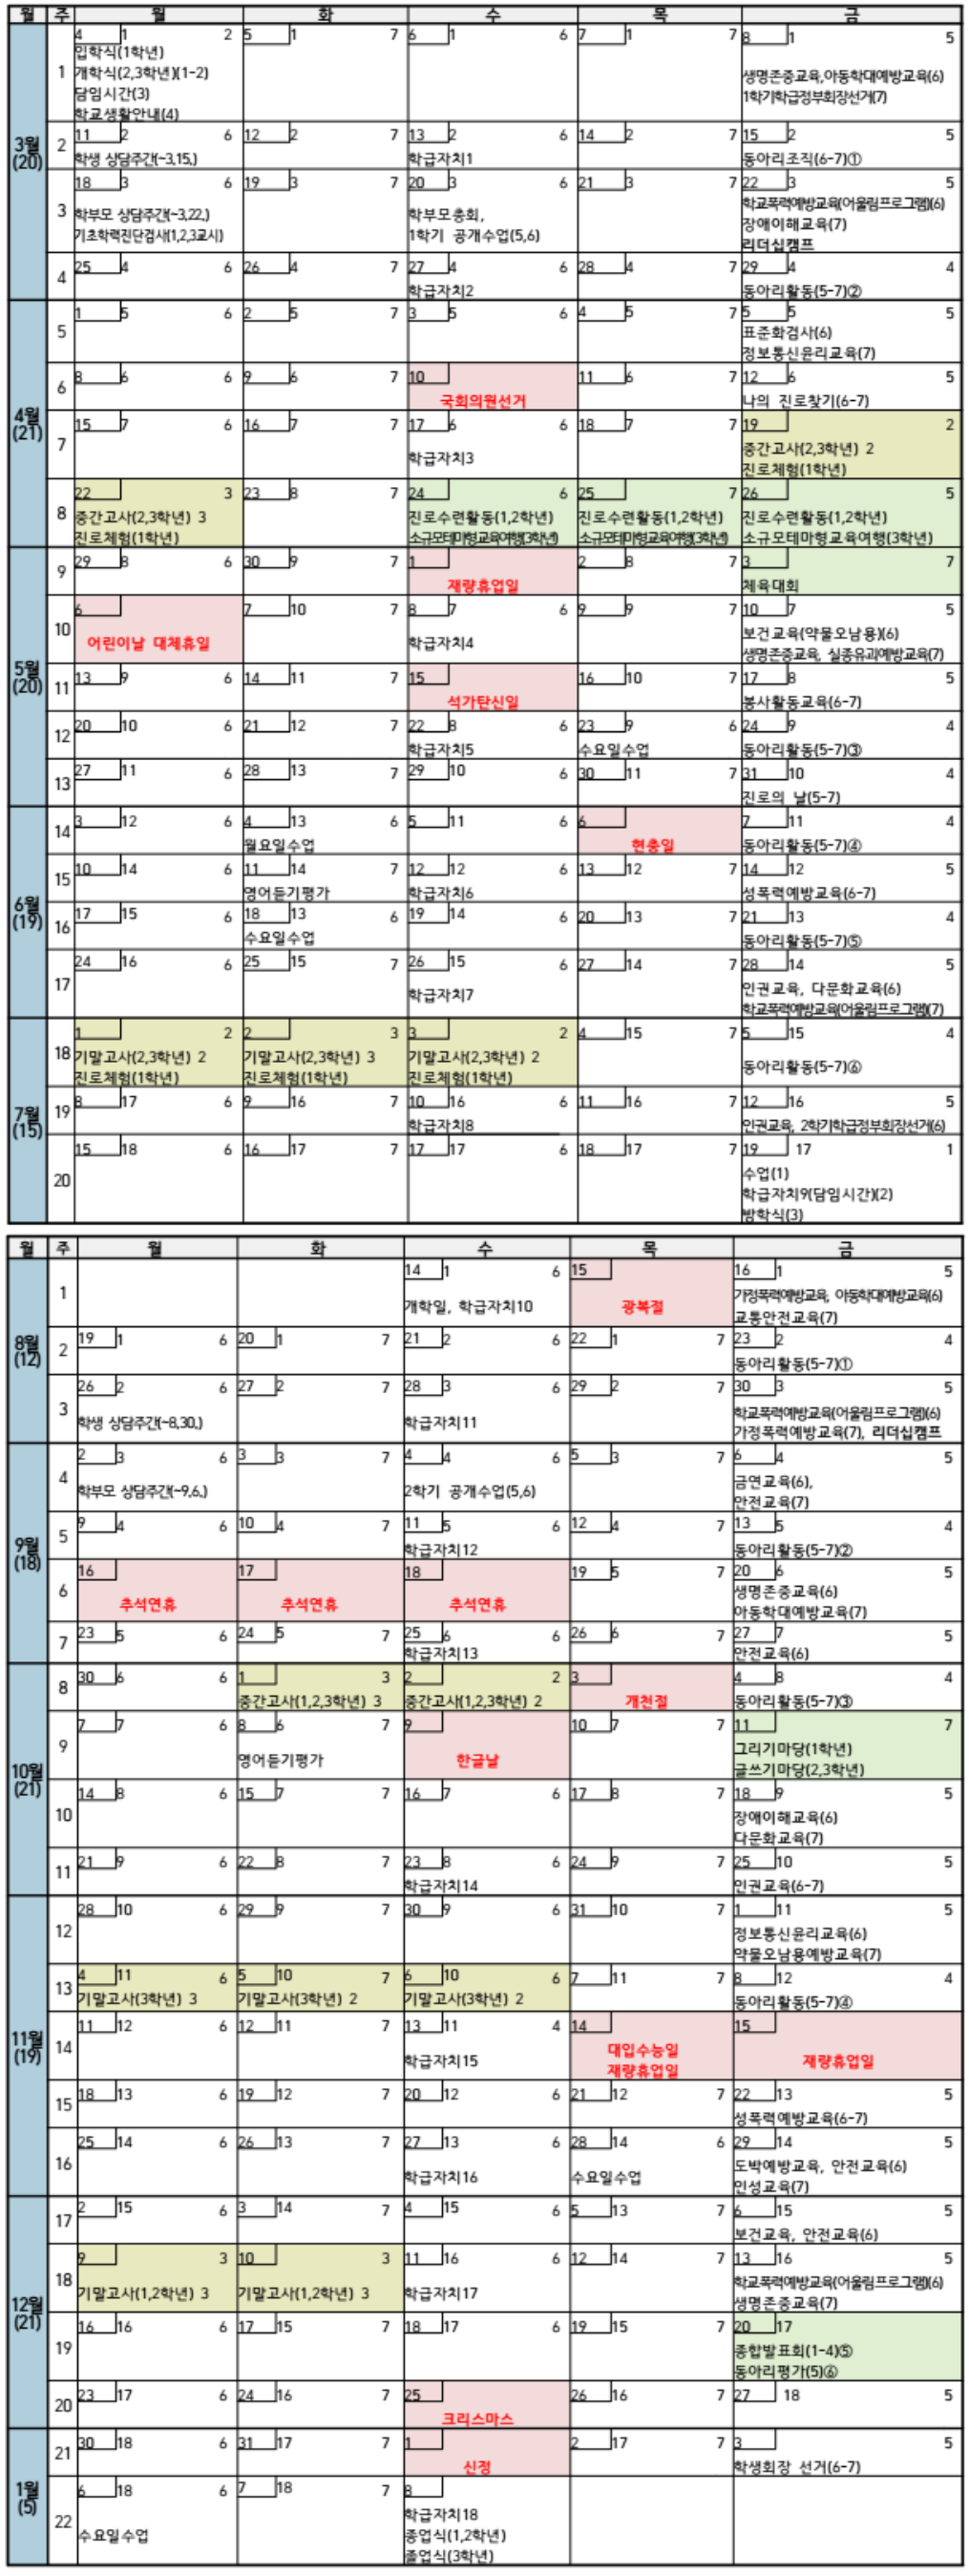 월 주 월 화 수 목 금
3월
(20)
1
4 1 2
입학식(1학년)
개학식(2,3학년)(1-2)
담임시간(3)
학교생활안내(4)
5 1 7
6 1 6
7 1 7
8 1 5
생명존중교육,아동학대예방교육(6)
1학기학급정부회장선거(7)
2
11 2 6
학생 상담주간(~3,15,)
12 2 7
13 2 6
학급자치1
14 2 7
15 2 5
동아리조직(6-7)①
3
18 3 6
학부모 상담주간(~3,22,)
기초학력진단검사(1,2,3교시)
19 3 7
20 3 6
학부모총회,
1학기 공개수업(5,6)
21 3 7
22 3 5
학교폭력예방교육(어울림프로그램)(6)
장애이해교육(7)
리더십캠프
4
25 4 6
26 4 7
27 4 6
학급자치2
28 4 7
29 4 4
동아리활동(5-7)②
4월
(21)
5
1 5 6
2 5 7
3 5 6
4 5 7
5 5 5
표준화검사(6)
정보통신윤리교육(7)
6
8 6 6
9 6 7
10
국회의원선거
11 6 7
12 6 5
나의 진로찾기(6-7)
7
15 7 6
16 7 7
17 6 6
학급자치3
18 7 7
19 2
중간고사(2,3학년) 2
진로체험(1학년)
8
22 3
중간고사(2,3학년) 3
진로체험(1학년)
23 8 7
24 6
진로수련활동(1,2학년)
소규모테마형교육여행(3학년)
25 7
진로수련활동(1,2학년)
소규모테마형교육여행(3학년)
26 5
진로수련활동(1,2학년)
소규모테마형교육여행(3학년)
5월
(20)
9
29 8 6
30 9 7
1
재량휴업일
2 8 7
3 7
체육대회
10
6
어린이날 대체휴일
7 10 7
8 7 6
학급자치4
9 9 7
10 7 5
보건교육(약물오남용)(6)
생명존중교육, 실종유괴예방교육(7)
11
13 9 6
14 11 7
15
석가탄신일
16 10 7
17 8 5
봉사활동교육(6-7)
12
20 10 6
21 12 7
22 8 6
학급자치5
23 9 6
수요일수업
24 9 4
동아리활동(5-7)③
13
27 11 6
28 13 7
29 10 6
30 11 7
31 10 4
진로의 날(5-7)
6월
(19)
14
3 12 6
4 13 6
월요일수업
5 11 6
6
현충일
7 11 4
동아리활동(5-7)④
15
10 14 6
11 14 7
영어듣기평가
12 12 6
학급자치6
13 12 7
14 12 5
성폭력예방교육(6-7)
16
17 15 6
18 13 6
수요일수업
19 14 6
20 13 7
21 13 4
동아리활동(5-7)⑤
17
24 16 6
25 15 7
26 15 6
학급자치7
27 14 7
28 14 5
인권교육, 다문화교육(6)
학교폭력예방교육(어울림프로그램)(7)
7월
(15)
18
1 2
기말고사(2,3학년) 2
진로체험(1학년)
2 3
기말고사(2,3학년) 3
진로체험(1학년)
3 2
기말고사(2,3학년) 2
진로체험(1학년)
4 15 7
5 15 4
동아리활동(5-7)⑥
19
8 17 6
9 16 7
10 16 6
학급자치8
11 16 7
12 16 5
인권교육, 2학기학급정부회장선거(6)
20
15 18 6
16 17 7
17 17 6
18 17 7
19 17 1
수업(1)
학급자치9(담임시간)(2)
방학식(3)
월 주 월 화 수 목 금
8월
(12)
1
14 1 6
개학일, 학급자치10
15
광복절
16 1 5
가정폭력예방교육, 아동학대예방교육(6)
교통안전교육(7)
2
19 1 6
20 1 7
21 2 6
22 1 7
23 2 4
동아리활동(5-7)①
3
26 2 6
학생 상담주간(~8,30,)
27 2 7
28 3 6
학급자치11
29 2 7
30 3 5
학교폭력예방교육(어울림프로그램)(6)
가정폭력예방교육(7), 리더십캠프
9월
(18)
4
2 3 6
학부모 상담주간(~9,6,)
3 3 7
4 4 6
2학기 공개수업(5,6)
5 3 7
6 4 5
금연교육(6),
안전교육(7)
5
9 4 6
10 4 7
11 5 6
학급자치12
12 4 7
13 5 4
동아리활동(5-7)②
6
16
추석연휴
17
추석연휴
18
추석연휴
19 5 7
20 6 5
생명존중교육(6)
아동학대예방교육(7)
7
23 5 6
24 5 7
25 6 6
학급자치13
26 6 7
27 7 5
안전교육(6)
10월
(21)
8
30 6 6
1 3
중간고사(1,2,3학년) 3
2 2
중간고사(1,2,3학년) 2
3
개천절
4 8 4
동아리활동(5-7)③
9
7 7 6
8 6 7
영어듣기평가
9
한글날
10 7 7
11 7
그리기마당(1학년)
글쓰기마당(2,3학년)
10
14 8 6
15 7 7
16 7 6
17 8 7
18 9 5
장애이해교육(6)
다문화교육(7)
11
21 9 6
22 8 7
23 8 6
학급자치14
24 9 7
25 10 5
인권교육(6-7)
11월
(19)
12
28 10 6
29 9 7
30 9 6
31 10 7
1 11 5
정보통신윤리교육(6)
약물오남용예방교육(7)
13
4 11 6
기말고사(3학년) 3
5 10 7
기말고사(3학년) 2
6 10 6
기말고사(3학년) 2
7 11 7
8 12 4
동아리활동(5-7)④
14
11 12 6
12 11 7
13 11 4
학급자치15
14
대입수능일
재량휴업일
15
재량휴업일
15
18 13 6
19 12 7
20 12 6
21 12 7
22 13 5
성폭력예방교육(6-7)
16
25 14 6
26 13 7
27 13 6
학급자치16
28 14 6
수요일수업
29 14 5
도박예방교육, 안전교육(6)
인성교육(7)
12월
(21)
17
2 15 6
3 14 7
4 15 6
5 13 7
6 15 5
보건교육, 안전교육(6)
18
9 3
기말고사(1,2학년) 3
10 3
기말고사(1,2학년) 3
11 16 6
학급자치17
12 14 7
13 16 5
학교폭력예방교육(어울림프로그램)(6)
생명존중교육(7)
19
16 16 6
17 15 7
18 17 6
19 15 7
20 17
종합발표회(1-4)⑤
동아리평가(5)⑥
20
23 17 6
24 16 7
25
크리스마스
26 16 7
27 18 5
1월
(5)
21
30 18 6
31 17 7
1
신정
2 17 7
3 5
학생회장 선거(6-7)
22
6 18 6
수요일수업
7 18 7
8
학급자치18
종업식(1,2학년)
졸업식(3학년)